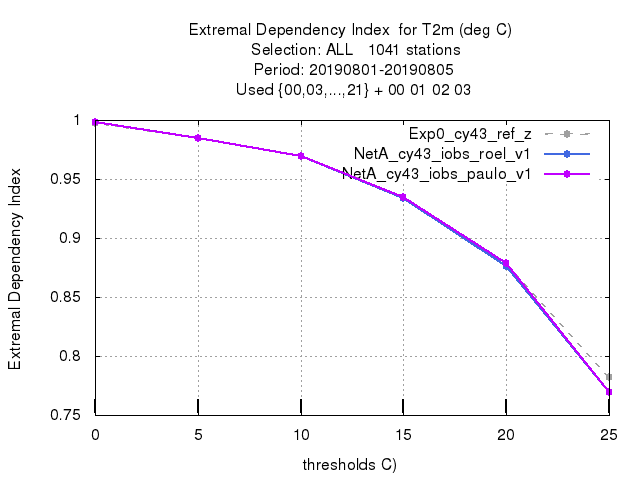 Extremal Dependency Index  for T2m (deg C)
Selection: ALL   1041 stations
Period: 20190801-20190805
Used {00,03,...,21} + 00 01 02 03
Exp0_cy43_ref_z
NetA_cy43_iobs_roel_v1
NetA_cy43_iobs_paulo_v1
Extremal Dependency Index
1
0.95
0.9
0.85
0.8
0.75
0 5 10 15 20 25
thresholds C)